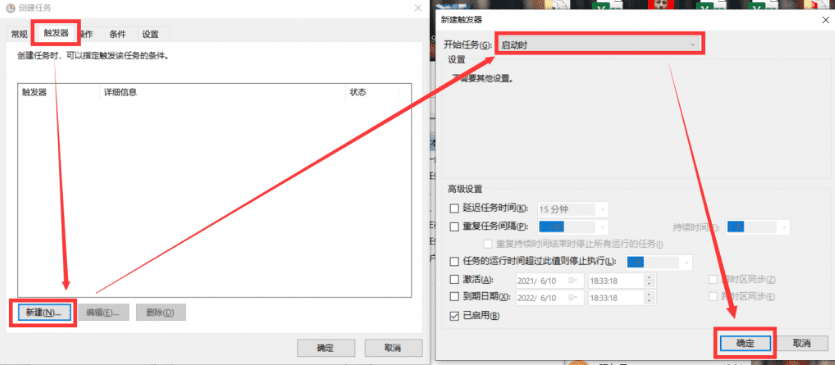 创建任务
常规
触发器
操作
条件
设置
创建任务时，可以指定触发该任务的条件。
触发器
详细信息
状态
新建(N)...
编辑(E)...
删除(D)
确定
取消
新建触发器
开始任务(G):
启动时
设置
不需要其他设置。
高级设置
延迟任务时间(K):
15 分钟
重复任务间隔(P):
持续时间
重复持续时间结束时停止所有运行的任务(I)
任务的运行时间超过此值则停止执行(L):
激活(A):
2021/ 6/10
18:33:18
跨时区同步(Z)
到期日期(X):
2022/ 6/10
18:33:18
跨时区同步(E)
已启用(B)
确定
取消